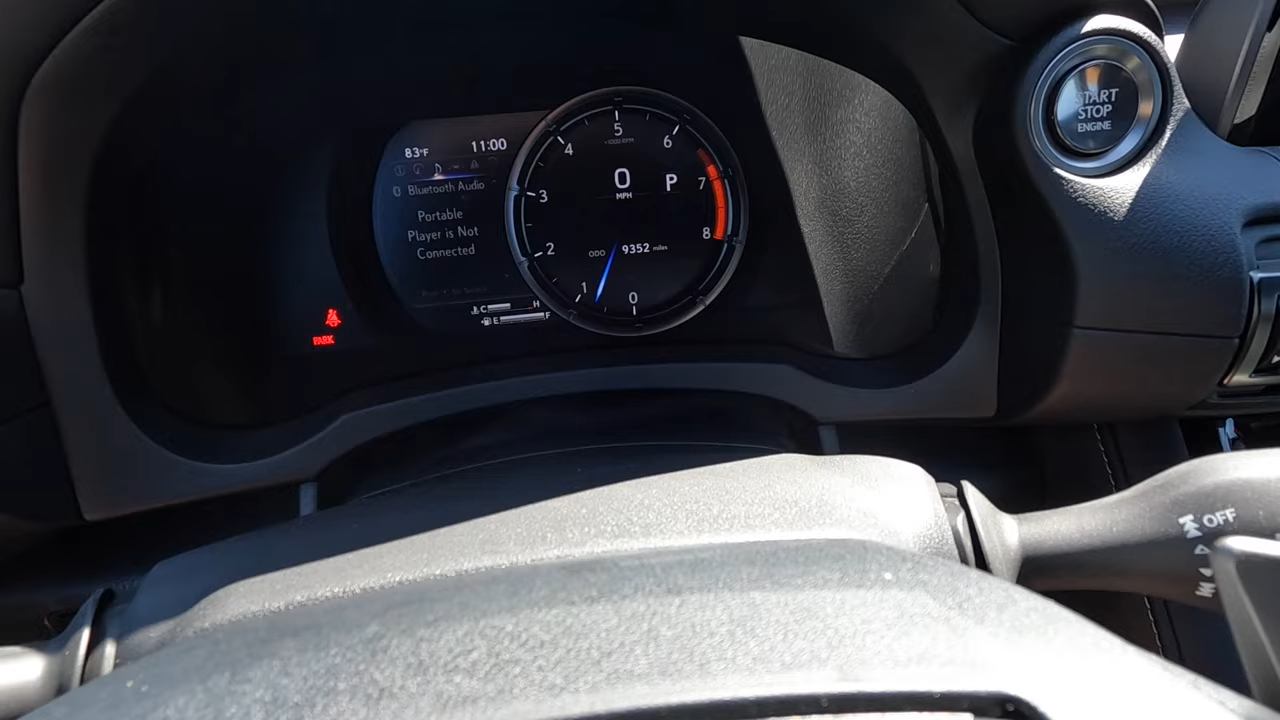 83°F 11:00
Bluetooth Audio
Portable
Player is Not
Connected
5
×1000 RPM
4
6
3
7
2
8
1
0
0
MPH
P
ODO 9352 miles
C H
E F
PARK
START
STOP
ENGINE
OFF